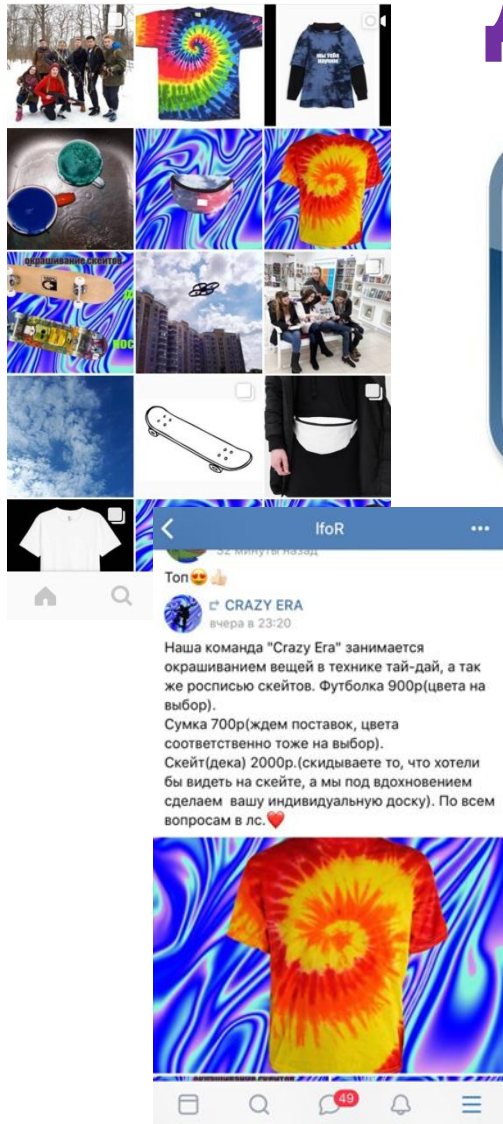 мы тебя
научим
окрашивание скейтов
IfoR
32 минуты назад
Топ😍👍
CRAZY ERA
вчера в 23:20
Наша команда "Crazy Era" занимается
окрашиванием вещей в технике тай-дай, а так
же росписью скейтов. Футболка 900р(цвета на
выбор).
Сумка 700р(ждем поставок, цвета
соответственно тоже на выбор).
Скейт(дека) 2000р.(скидываете то, что хотели
бы видеть на скейте, а мы под вдохновением
сделаем вашу индивидуальную доску). По всем
вопросам в лс.❤️
49